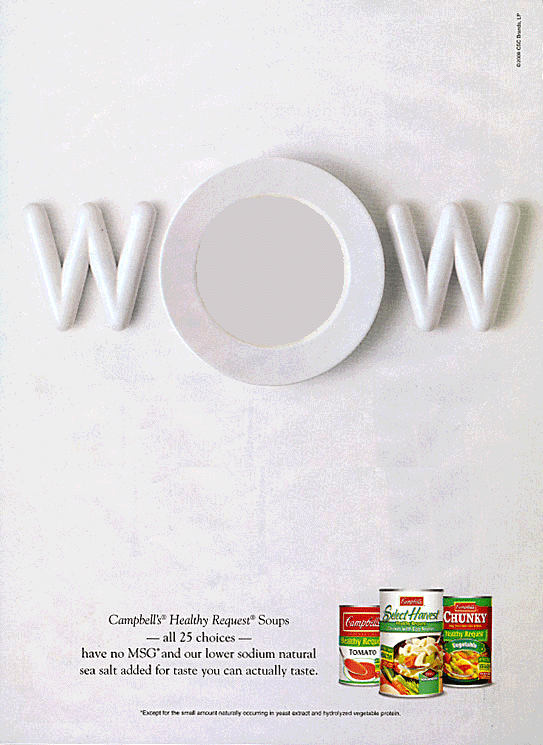 ©2008 CSC Brands, LP
WOW
Campbell's® Healthy Request® Soups
— all 25 choices —
have no MSG* and our lower sodium natural
sea salt added for taste you can actually taste.
Campbell's
Healthy Request
TOMATO
Campbell's
Select Harvest
Campbell's
CHUNKY
Healthy Request
Vegetable
*Except for the small amount naturally occurring in yeast extract and hydrolyzed vegetable protein.